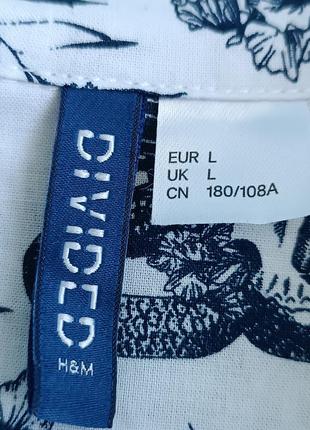 DIVIDED
H&M
EUR L
UK L
CN 180/108A